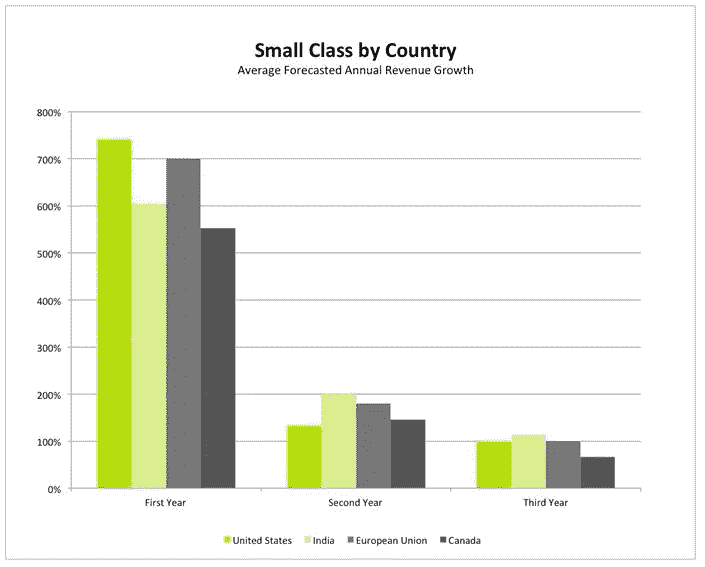 Small Class by Country
Average Forecasted Annual Revenue Growth
800%
700%
600%
500%
400%
300%
200%
100%
0%
First Year Second Year Third Year
United States India European Union Canada